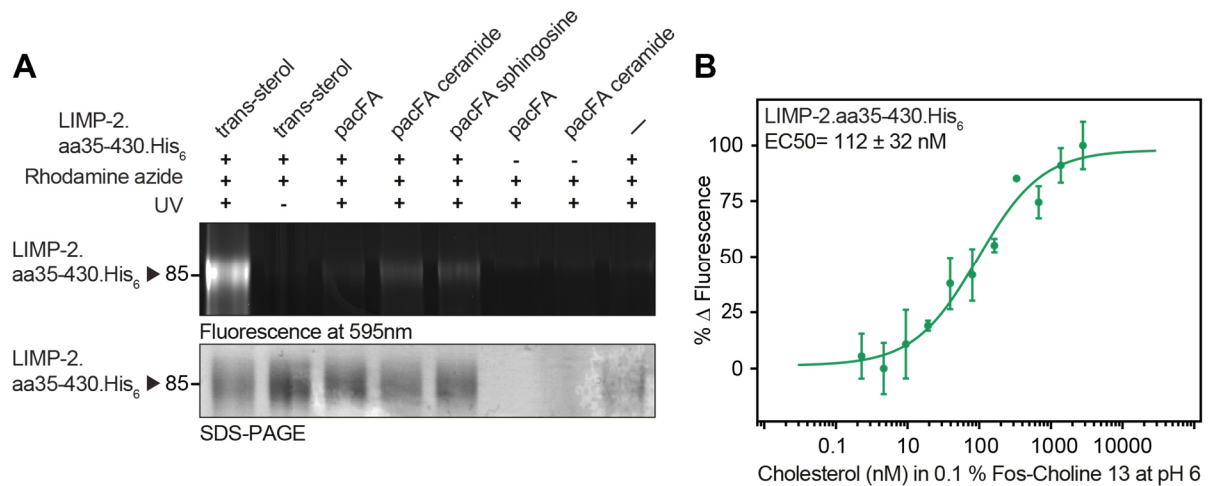 A
trans-sterol
trans-sterol
pacFA
pacFA ceramide
pacFA sphingosine
pacFA
pacFA ceramide
—
LIMP-2.
aa35-430.His6
+ + + + + - - +
Rhodamine azide
+ + + + + + + +
UV
+ - + + + + + +
LIMP-2.
aa35-430.His6 ▶ 85
Fluorescence at 595nm
LIMP-2.
aa35-430.His6 ▶ 85
SDS-PAGE
B
LIMP-2.aa35-430.His6
EC50= 112 ± 32 nM
% Δ Fluorescence
100
75
50
25
0
0.1 10 100 1000 10000
Cholesterol (nM) in 0.1 % Fos-Choline 13 at pH 6